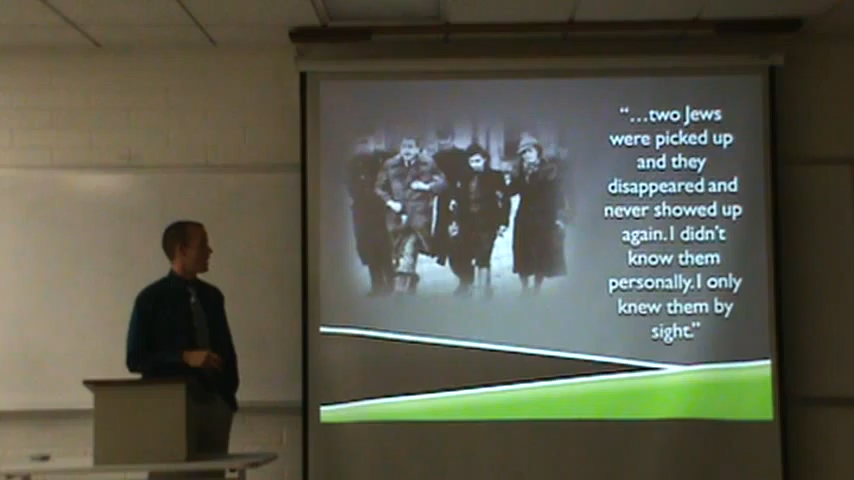 “...two Jews
were picked up
and they
disappeared and
never showed up
again. I didn't
know them
personally. I only
knew them by
sight.”